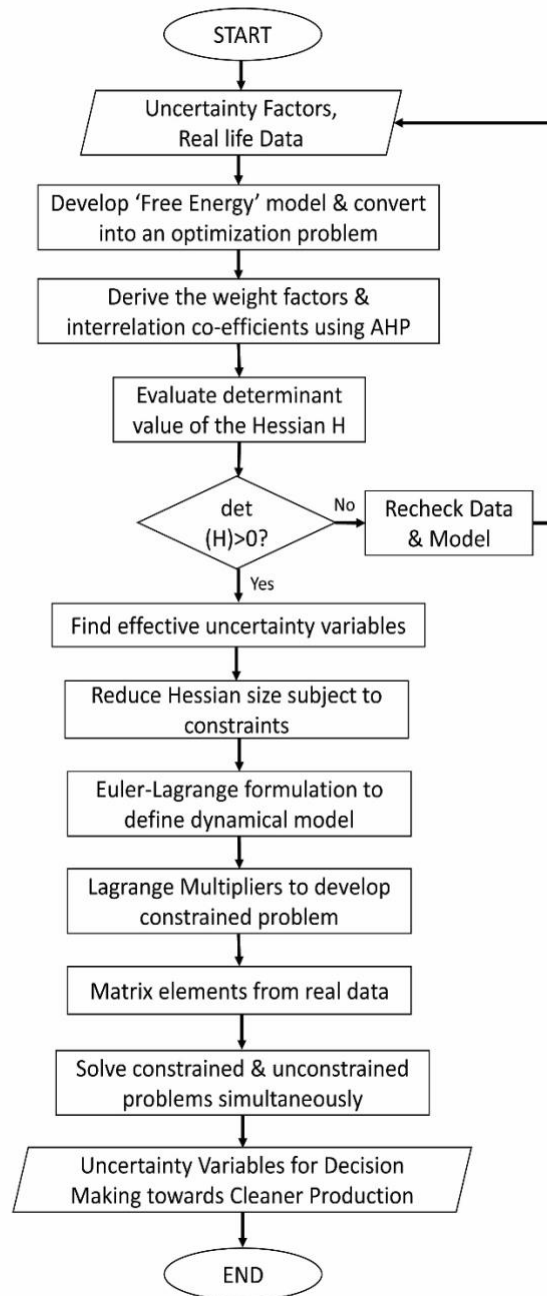 START
Uncertainty Factors,
Real life Data
Develop ‘Free Energy’ model & convert
into an optimization problem
Derive the weight factors &
interrelation co-efficients using AHP
Evaluate determinant
value of the Hessian H
det
(H)>0?
No
Recheck Data
& Model
Yes
Find effective uncertainty variables
Reduce Hessian size subject to
constraints
Euler-Lagrange formulation to
define dynamical model
Lagrange Multipliers to develop
constrained problem
Matrix elements from real data
Solve constrained & unconstrained
problems simultaneously
Uncertainty Variables for Decision
Making towards Cleaner Production
END